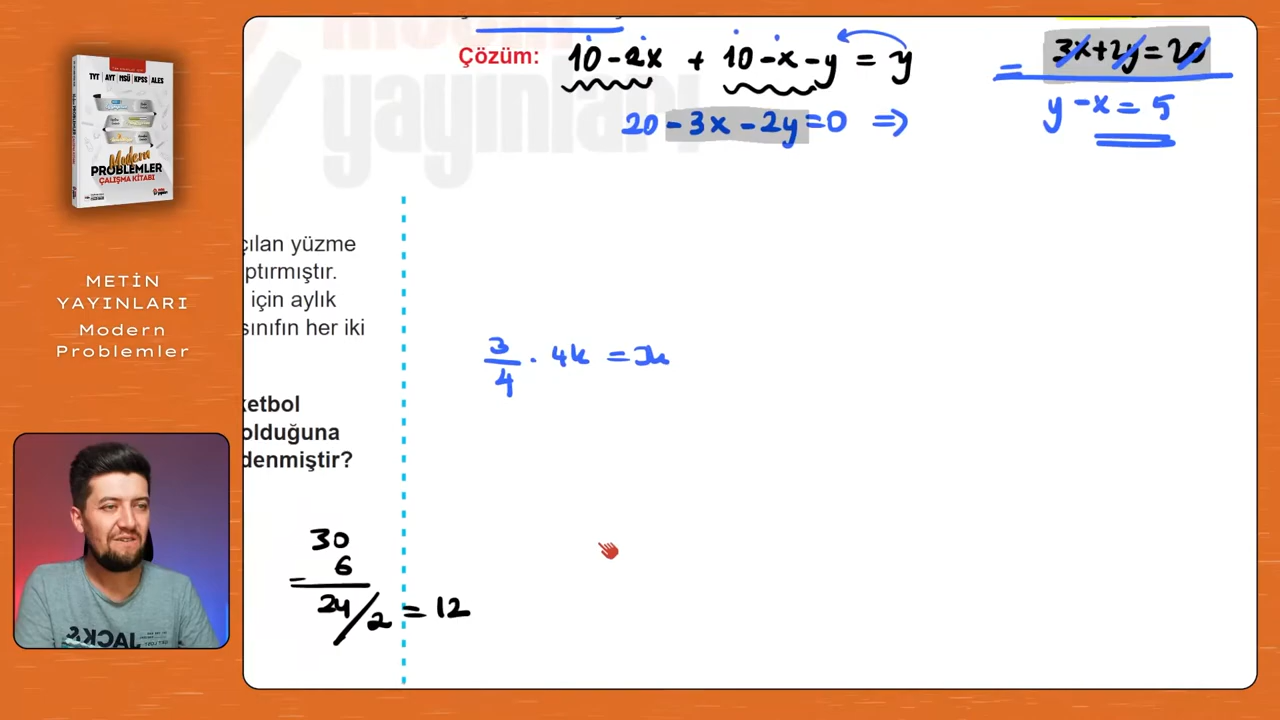 TYT | AYT | MSÜ | KPSS | ALES
Modern
PROBLEMLER
ÇALIŞMA KİTABI
METİN
YAYINLARI
Modern
Problemler
Çözüm: 10 - 2x + 10 - x - y = y
20 - 3x - 2y = 0 ⇒
3x + 2y = 20
y - x = 5
yayınları
çılan yüzme
ptırmıştır.
için aylık
sınıfın her iki
ketbol
olduğuna
denmiştir?
3/4 · 4k = 3k
30
- 6
24/2 = 12
JACK&